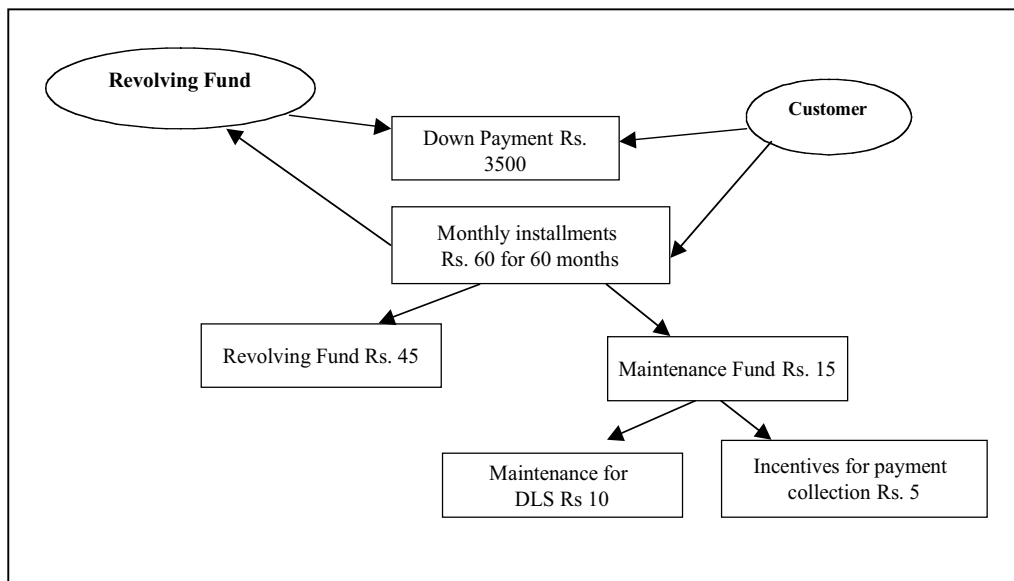 Revolving Fund
Customer
Down Payment Rs.
3500
Monthly installments
Rs. 60 for 60 months
Revolving Fund Rs. 45
Maintenance Fund Rs. 15
Maintenance for
DLS Rs 10
Incentives for payment
collection Rs. 5